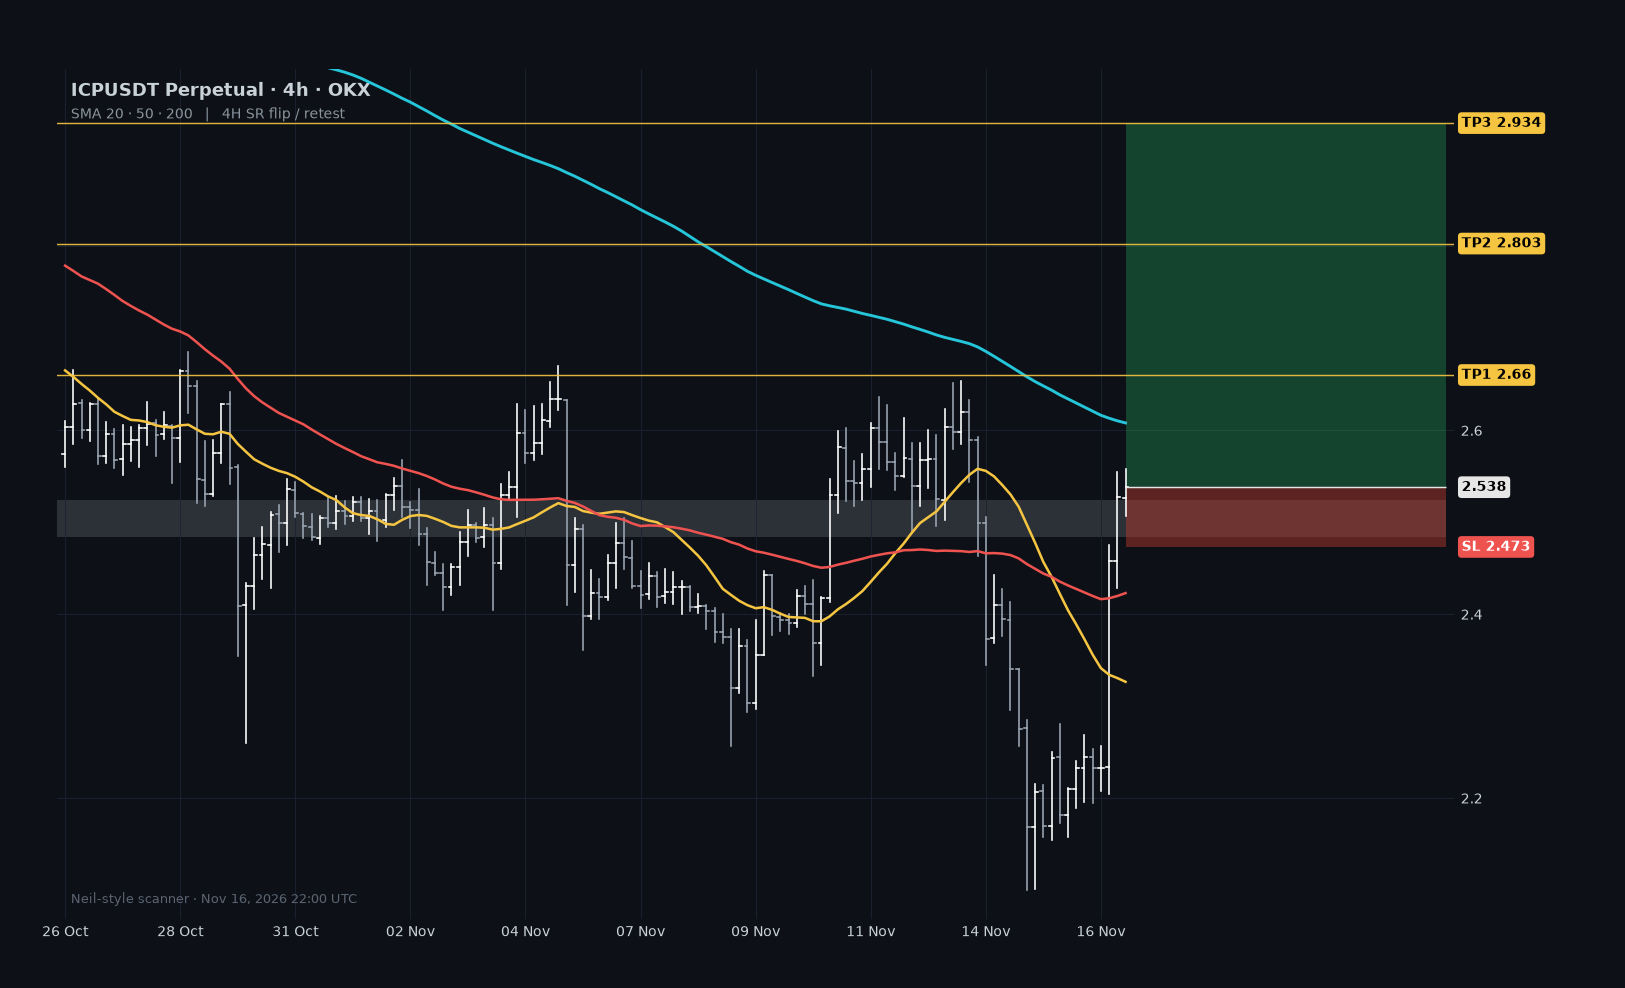 ICPUSDT Perpetual · 4h · OKX
SMA 20 · 50 · 200 | 4H SR flip / retest
TP3 2.934
TP2 2.803
TP1 2.66
2.6
2.538
SL 2.473
2.4
2.2
Neil-style scanner · Nov 16, 2026 22:00 UTC
26 Oct 28 Oct 31 Oct 02 Nov 04 Nov 07 Nov 09 Nov 11 Nov 14 Nov 16 Nov